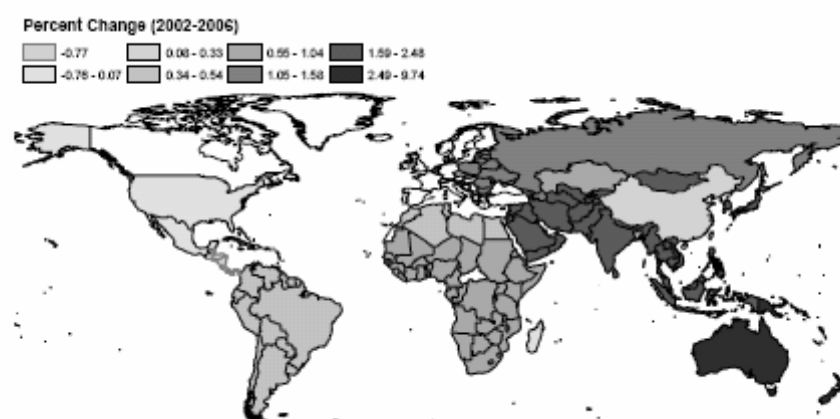 Percent Change (2002-2006)
-0.77 0.08 - 0.33 0.55 - 1.04 1.59 - 2.48
-0.76 - 0.07 0.34 - 0.54 1.05 - 1.58 2.49 - 9.74